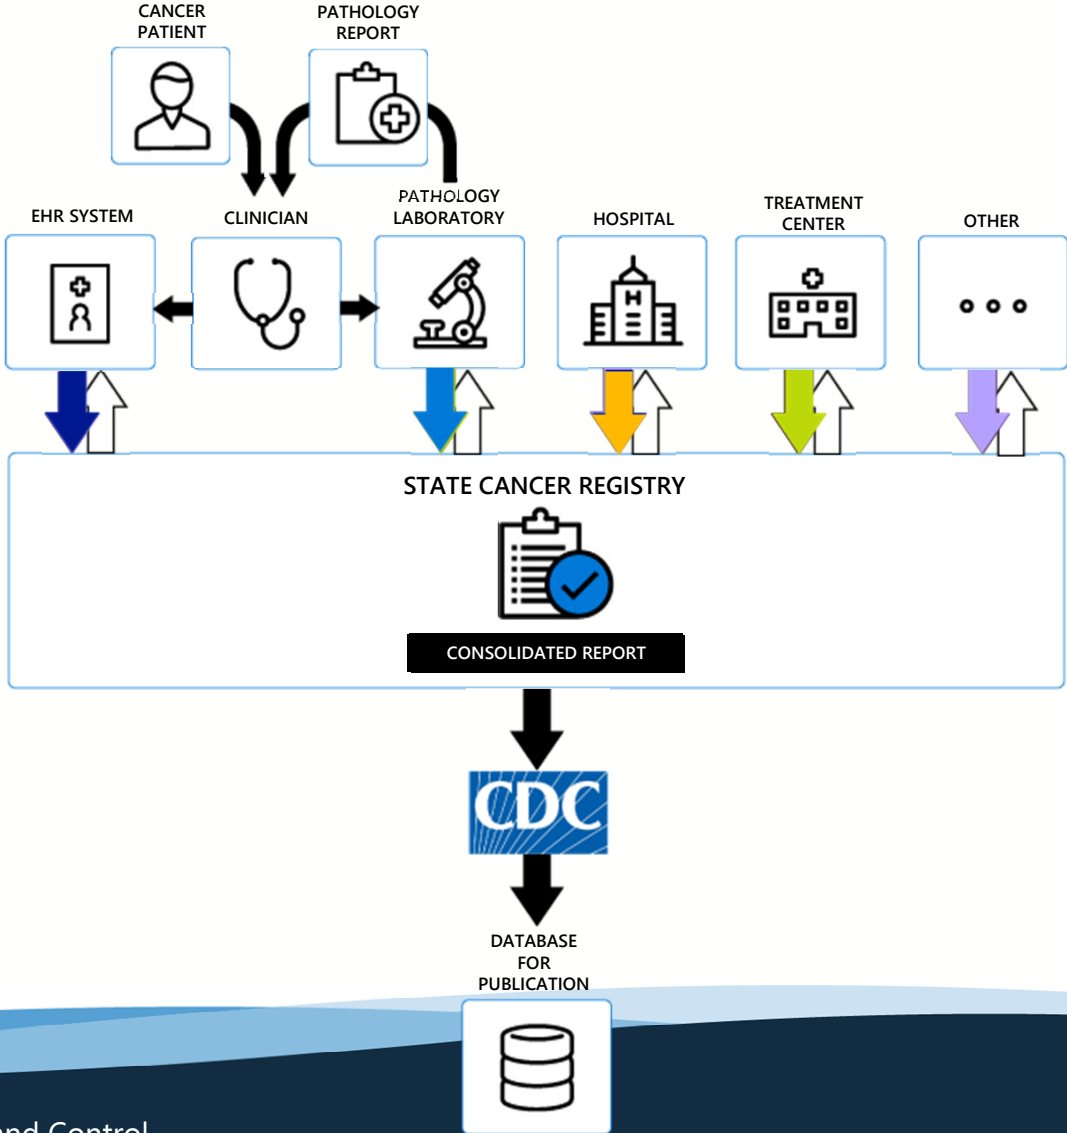 CANCER
PATIENT
PATHOLOGY
REPORT
EHR SYSTEM
CLINICIAN
PATHOLOGY
LABORATORY
HOSPITAL
H
TREATMENT
CENTER
OTHER
STATE CANCER REGISTRY
CONSOLIDATED REPORT
CDC
DATABASE
FOR
PUBLICATION
and Control